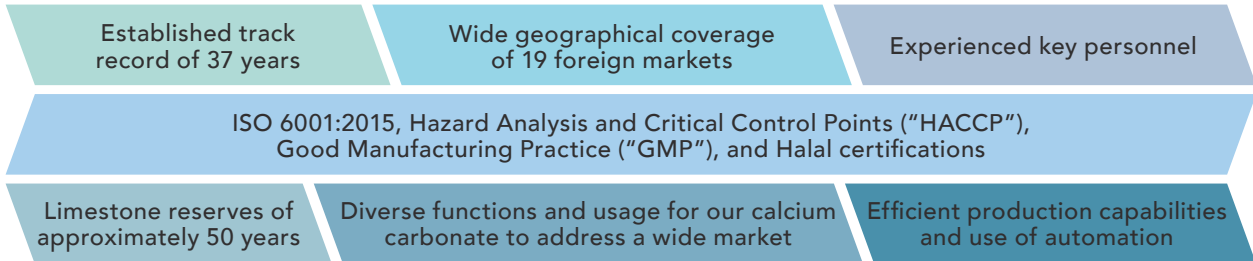 Established track
record of 37 years
Wide geographical coverage
of 19 foreign markets
Experienced key personnel
ISO 6001:2015, Hazard Analysis and Critical Control Points (“HACCP”),
Good Manufacturing Practice (“GMP”), and Halal certifications
Limestone reserves of
approximately 50 years
Diverse functions and usage for our calcium
carbonate to address a wide market
Efficient production capabilities
and use of automation